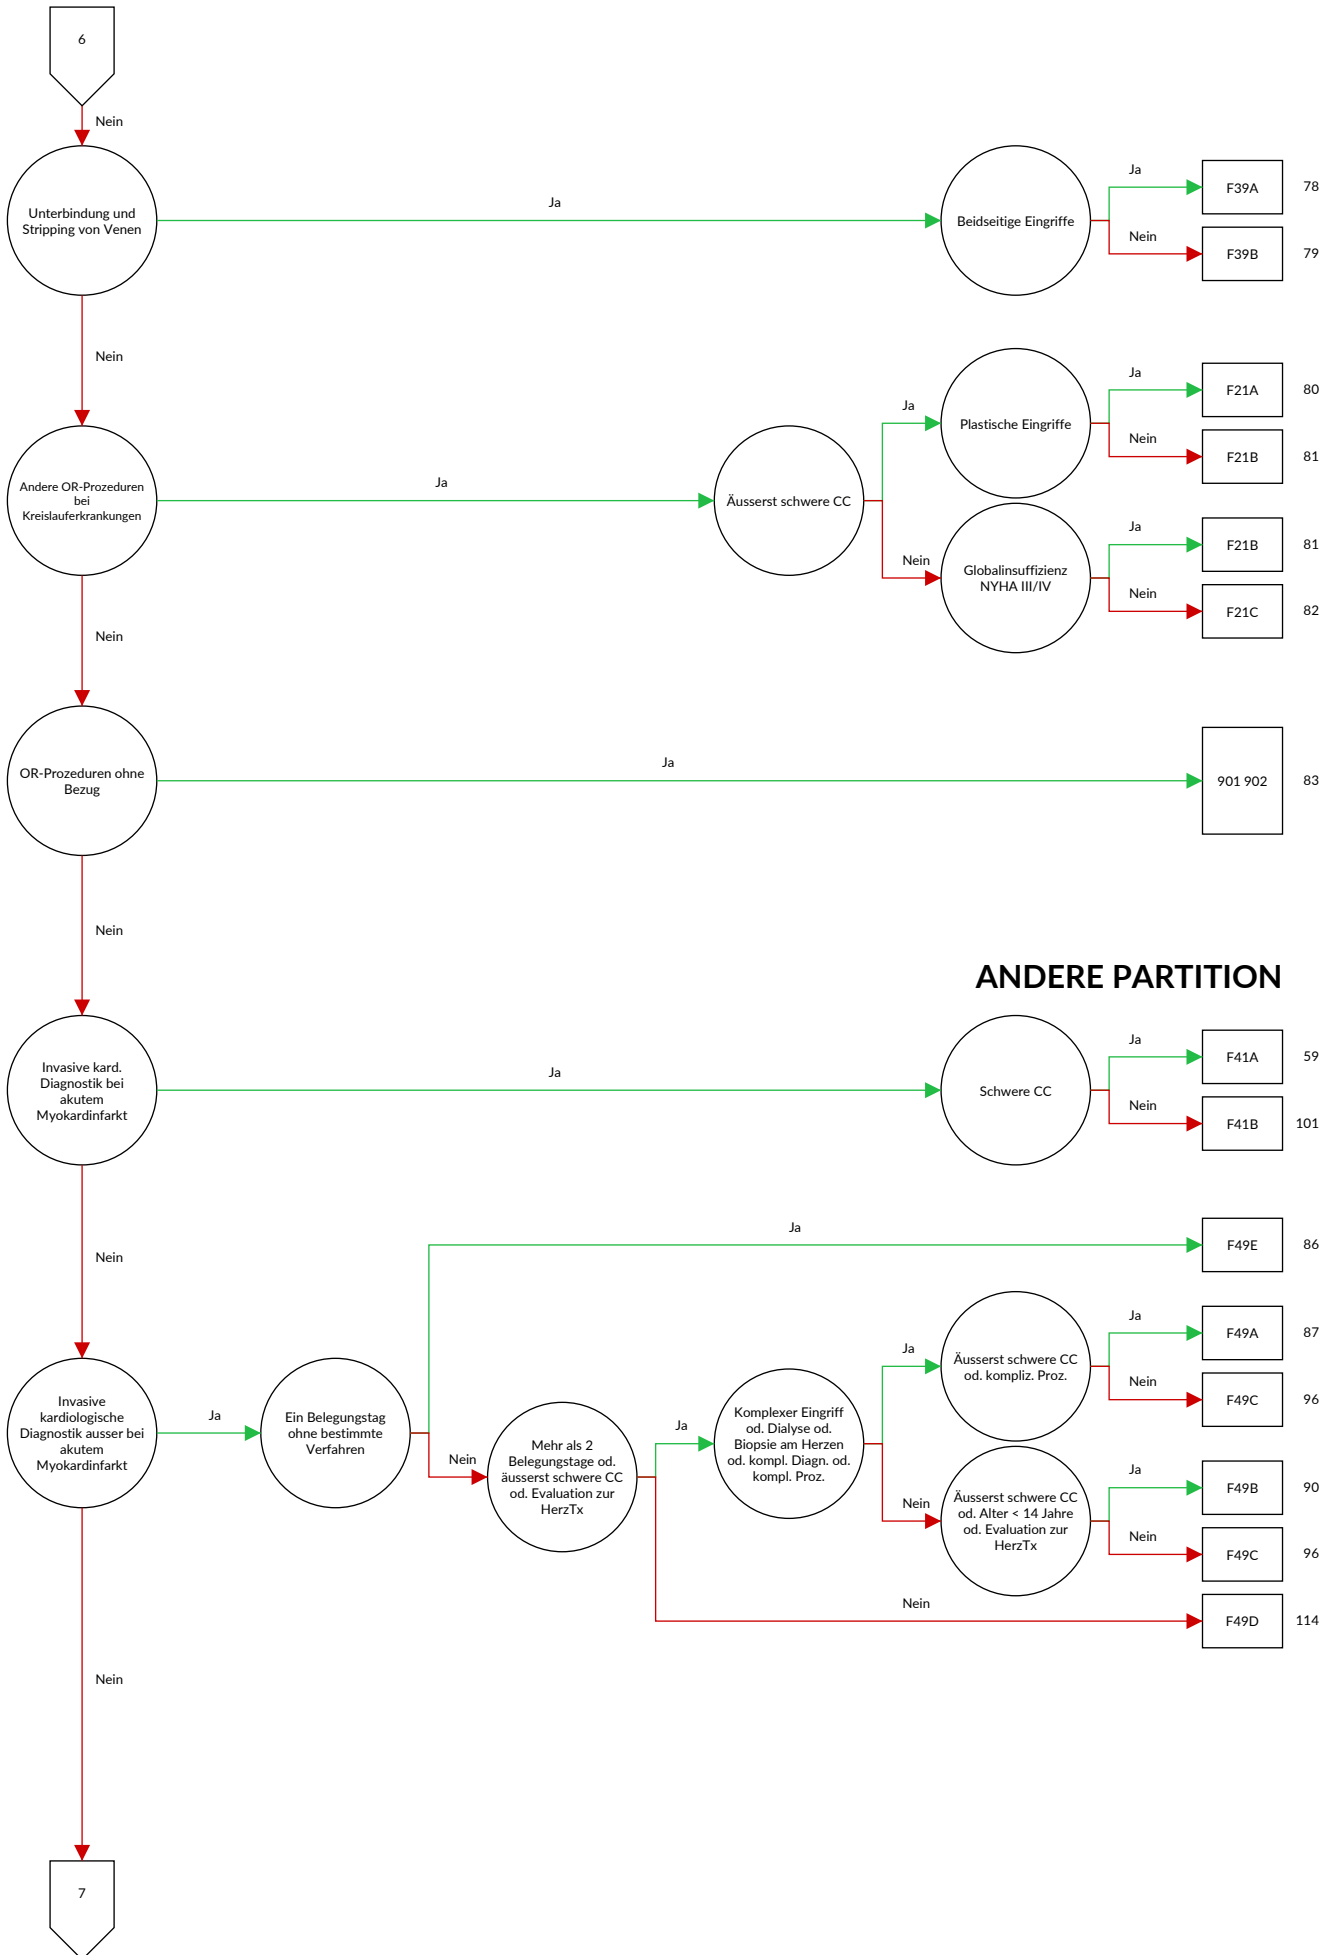 6
Nein
Unterbindung und
Stripping von Venen
Ja
Beidseitige Eingriffe
Ja
F39A
78
Nein
F39B
79
Nein
Andere OR-Prozeduren
bei
Kreislauferkrankungen
Ja
Äusserst schwere CC
Ja
Plastische Eingriffe
Ja
F21A
80
Nein
F21B
81
Nein
Globalinsuffizienz
NYHA III/IV
Ja
F21B
81
Nein
F21C
82
Nein
OR-Prozeduren ohne
Bezug
Ja
901 902
83
Nein
ANDERE PARTITION
Invasive kard.
Diagnostik bei
akutem
Myokardinfarkt
Ja
Schwere CC
Ja
F41A
59
Nein
F41B
101
Nein
Invasive
kardiologische
Diagnostik ausser bei
akutem
Myokardinfarkt
Ja
Ein Belegungstag
ohne bestimmte
Verfahren
Ja
F49E
86
Nein
Mehr als 2
Belegungstage od.
äusserst schwere CC
od. Evaluation zur
HerzTx
Ja
Komplexer Eingriff
od. Dialyse od.
Biopsie am Herzen
od. kompl. Diagn. od.
kompl. Proz.
Ja
Äusserst schwere CC
od. kompliz. Proz.
Ja
F49A
87
Nein
F49C
96
Nein
Äusserst schwere CC
od. Alter < 14 Jahre
od. Evaluation zur
HerzTx
Ja
F49B
90
Nein
F49C
96
Nein
F49D
114
Nein
7